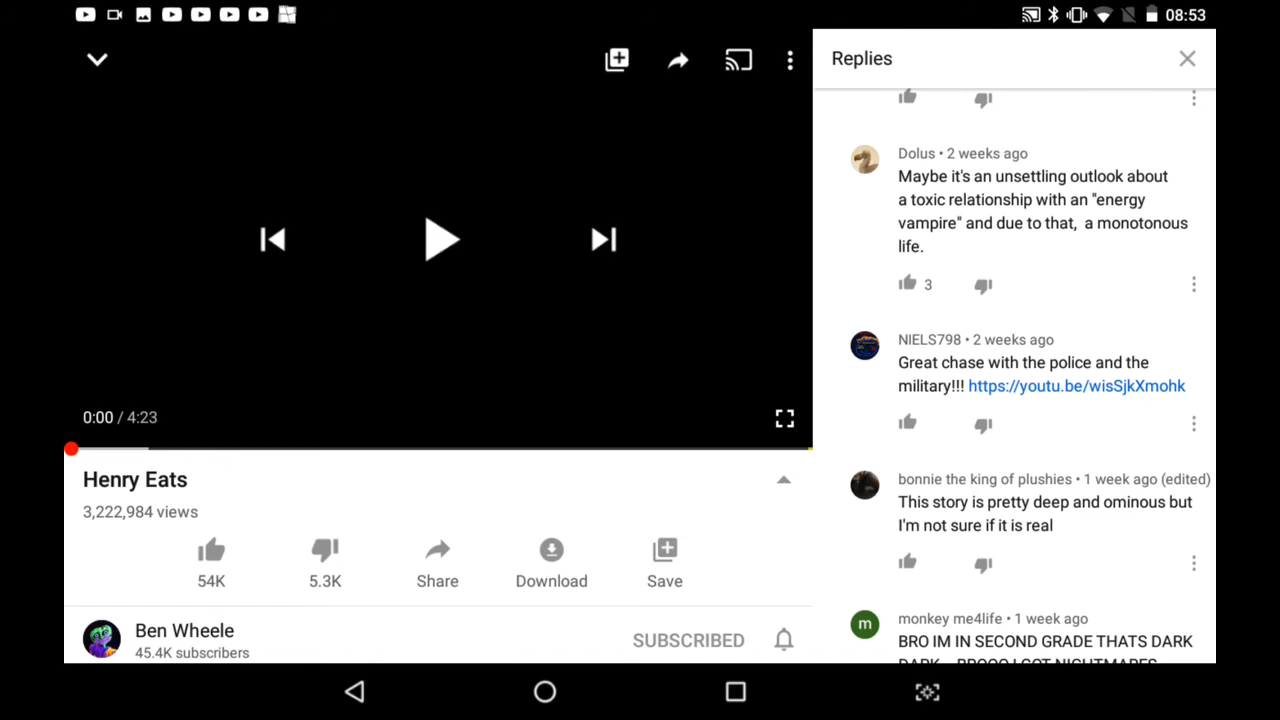 08:53
Replies
Dolus • 2 weeks ago
Maybe it's an unsettling outlook about
a toxic relationship with an "energy
vampire" and due to that, a monotonous
life.
3
NIELS798 • 2 weeks ago
Great chase with the police and the
military!!! https://youtu.be/wisSjkXmohk
bonnie the king of plushies • 1 week ago (edited)
This story is pretty deep and ominous but
I'm not sure if it is real
m
monkey me4life • 1 week ago
BRO IM IN SECOND GRADE THATS DARK
0:00 / 4:23
Henry Eats
3,222,984 views
54K
5.3K
Share
Download
Save
Ben Wheele
45.4K subscribers
SUBSCRIBED